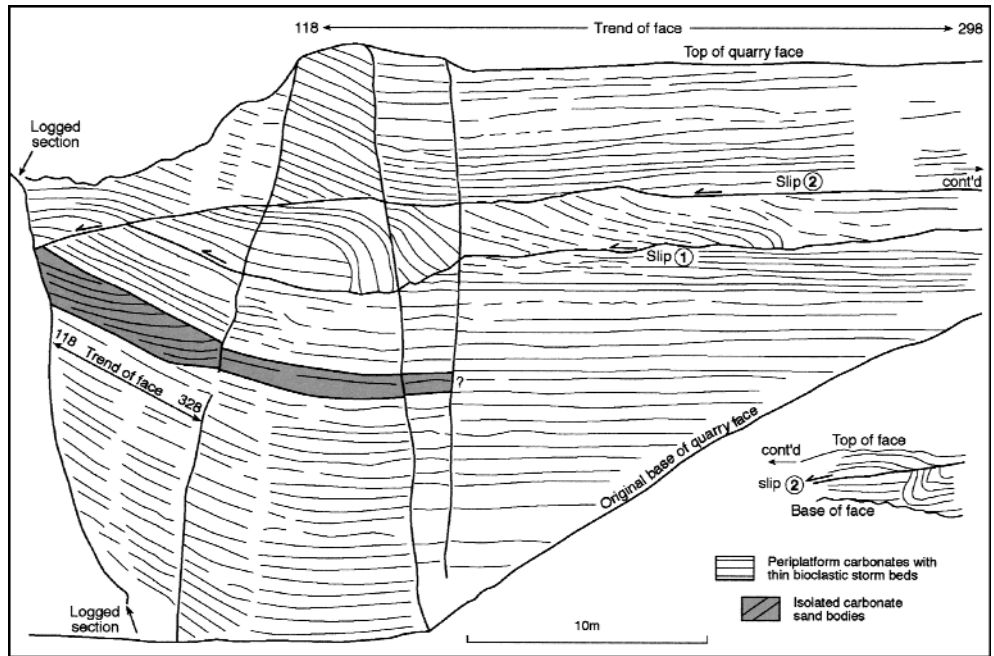 118 Trend of face 298
Top of quarry face
Logged
section
Slip 2
cont'd
Slip 1
118 Trend of face 328
?
Original base of quarry face
Top of face
cont'd
slip 2
Base of face
Periplatform carbonates with
thin bioclastic storm beds
Isolated carbonate
sand bodies
Logged
section
10m